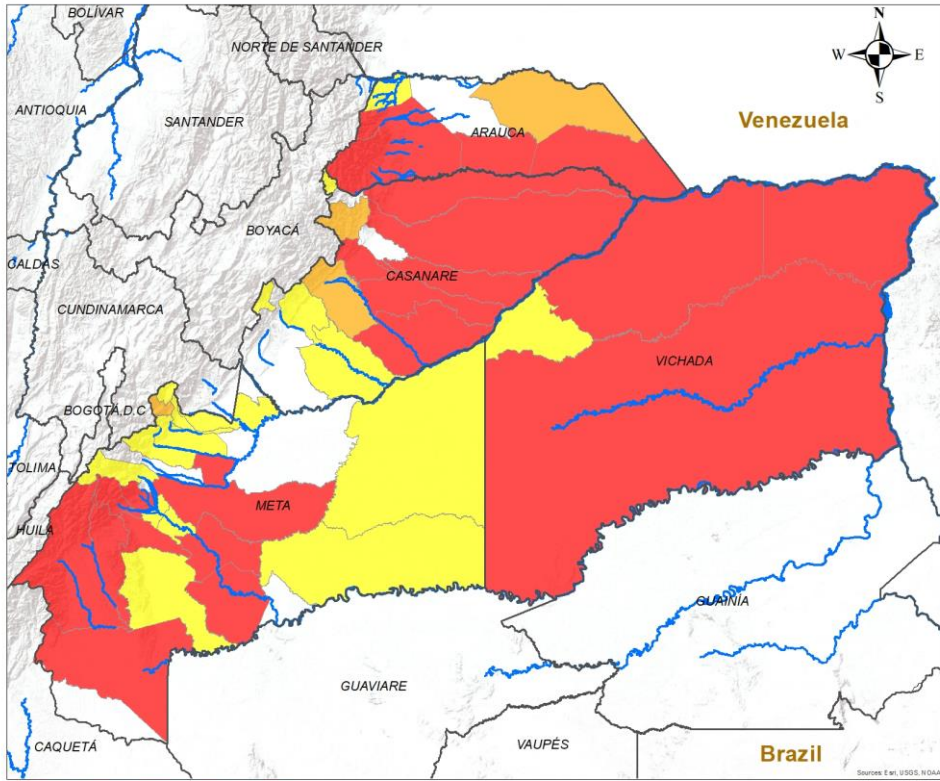 BOLÍVAR
N
NORTE DE SANTANDER
W
E
S
ANTIOQUIA
SANTANDER
Venezuela
ARAUCA
BOYACÁ
CALDAS
CASANARE
CUNDINAMARCA
VICHADA
BOGOTÁ, D.C
TOLIMA
META
HUILA
GUAINÍA
GUAVIARE
CAQUETÁ
VAUPÉS
Brazil
Sources: Esri, USGS, NOAA